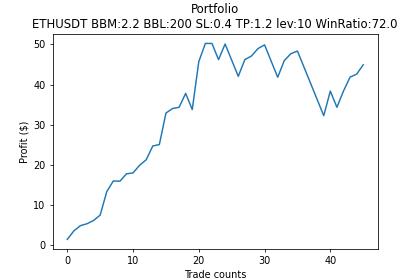 Portfolio
ETHUSDT BBM:2.2 BBL:200 SL:0.4 TP:1.2 lev:10 WinRatio:72.0
50
40
30
20
10
0
Profit ($)
0 10 20 30 40
Trade counts